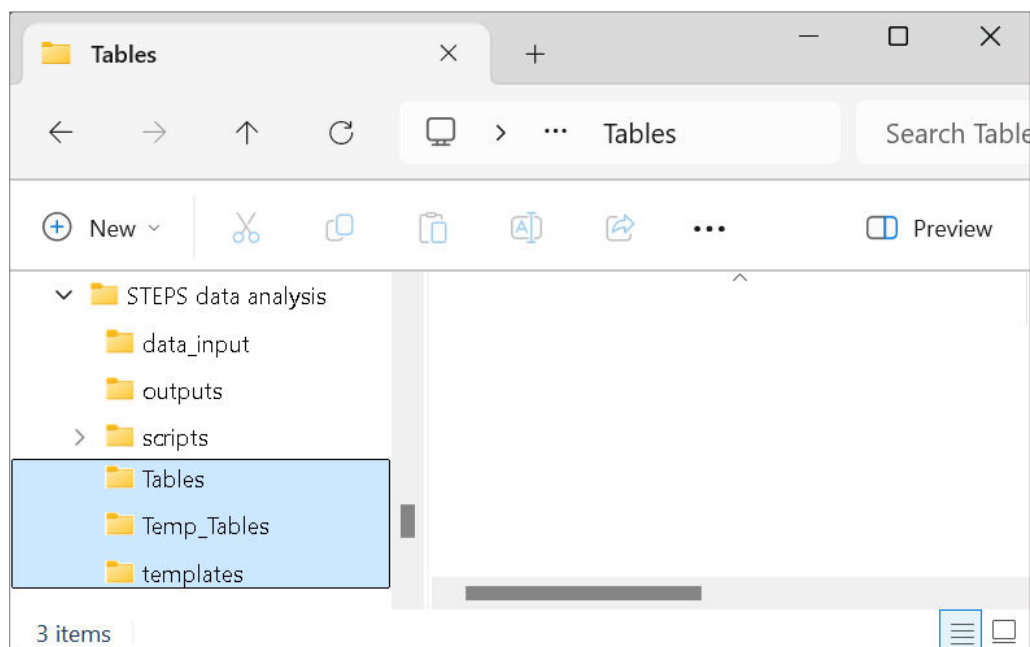 Tables
Tables
Search Table
New
Preview
STEPS data analysis
data_input
outputs
scripts
Tables
Temp_Tables
templates
3 items